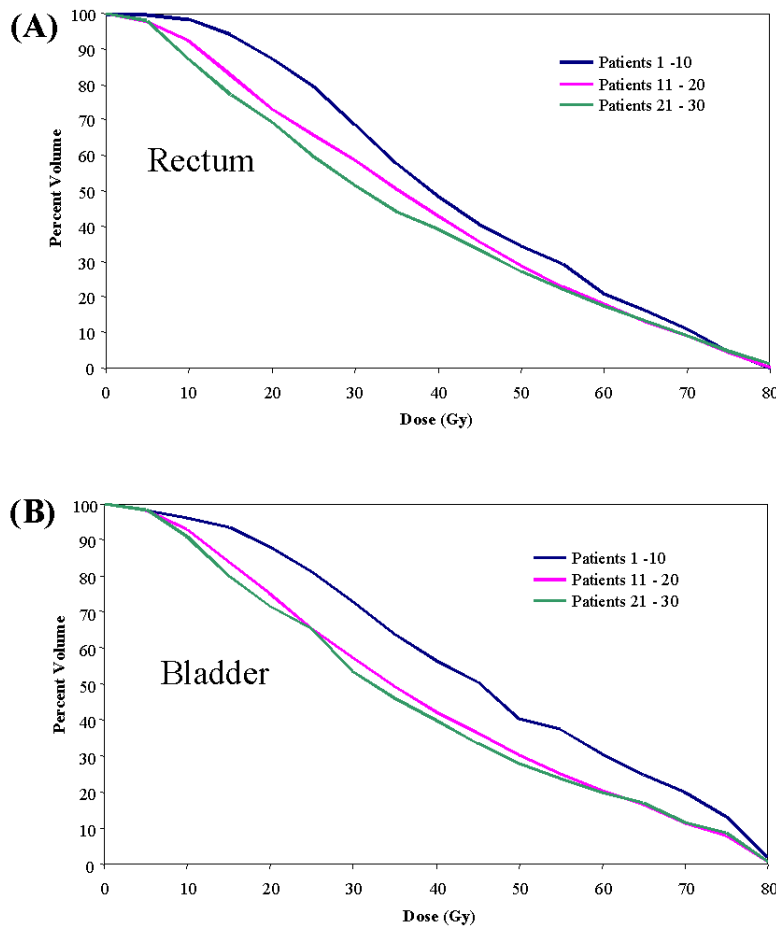 (A)
100
90
80
70
60
50
40
30
20
10
0
Percent Volume
Rectum
Patients 1 -10
Patients 11 - 20
Patients 21 - 30
0 10 20 30 40 50 60 70 80
Dose (Gy)
(B)
100
90
80
70
60
50
40
30
20
10
0
Percent Volume
Bladder
Patients 1 -10
Patients 11 - 20
Patients 21 - 30
0 10 20 30 40 50 60 70 80
Dose (Gy)